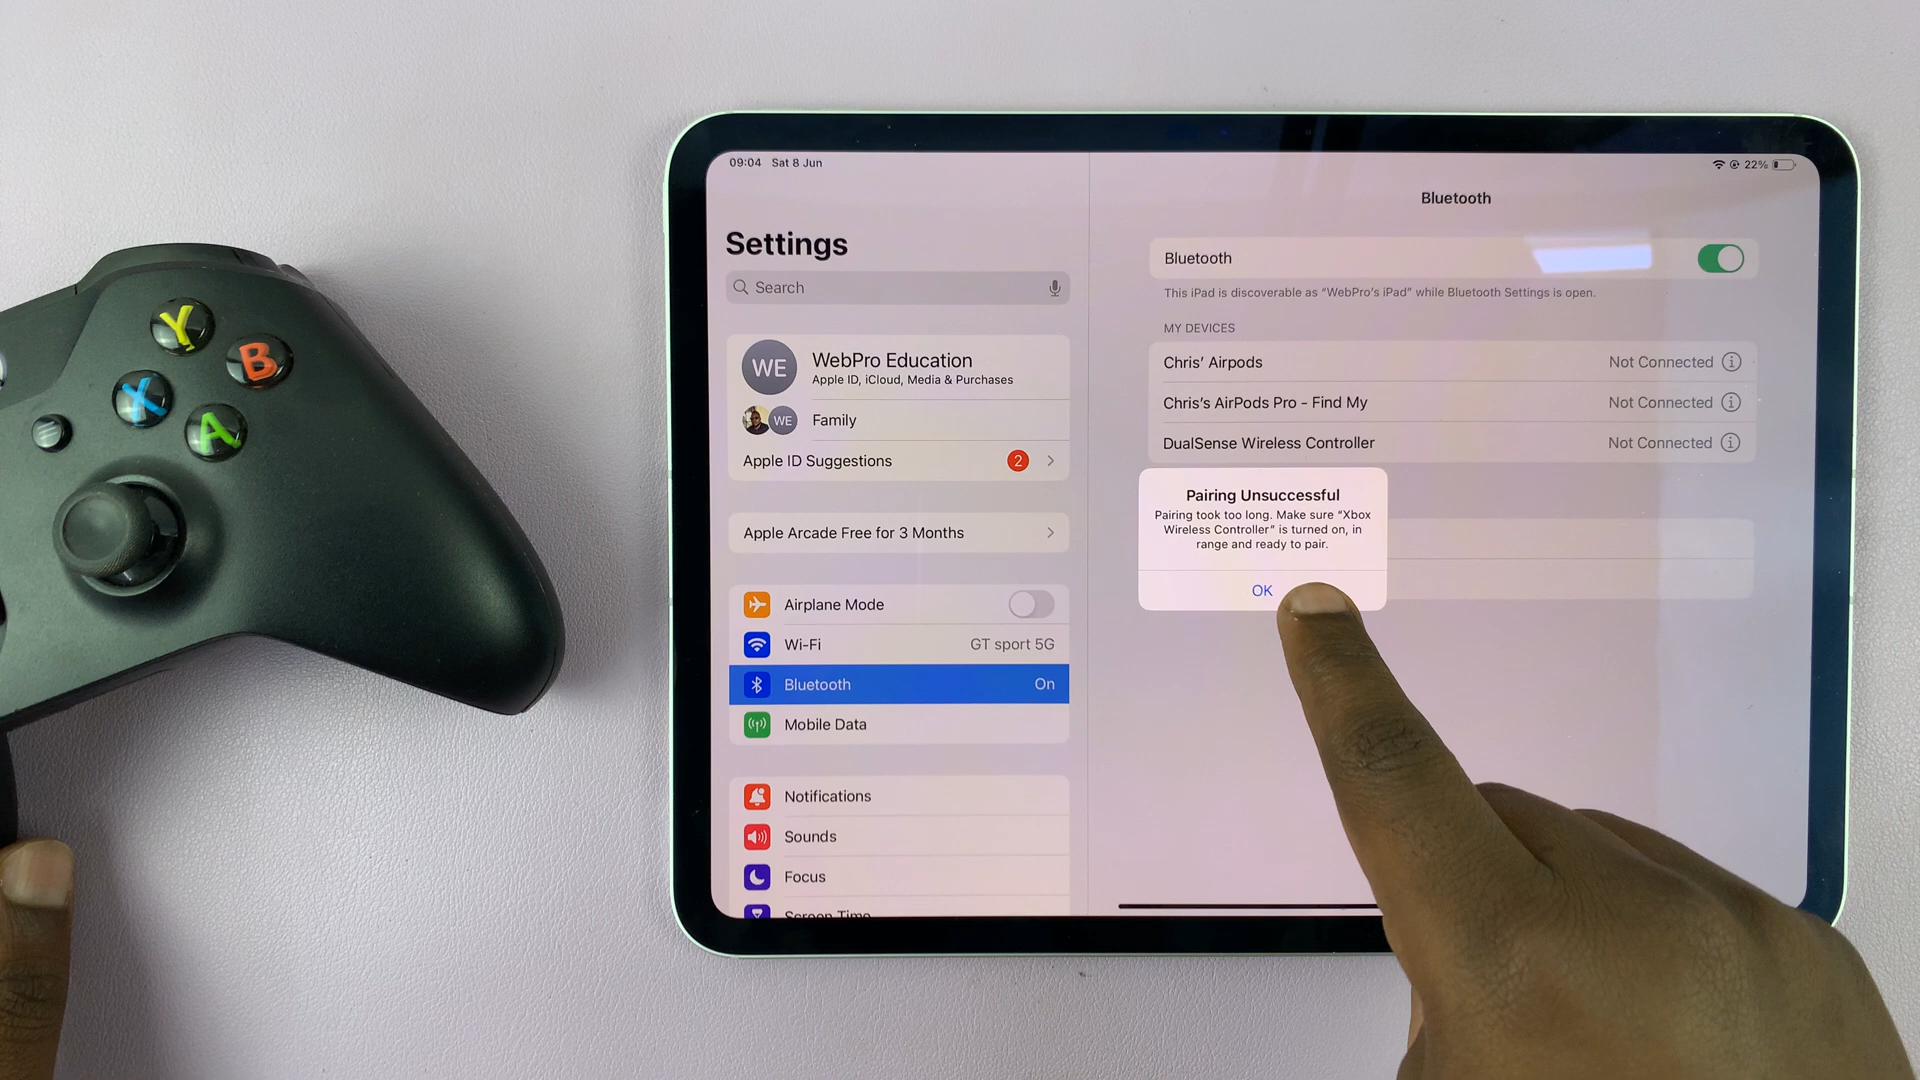 Y
B
X
A
09:04 Sat 8 Jun
22%
Settings
Search
WE
WebPro Education
Apple ID, iCloud, Media & Purchases
WE
Family
Apple ID Suggestions
2
Apple Arcade Free for 3 Months
Airplane Mode
Wi-Fi
GT sport 5G
Bluetooth
On
Mobile Data
Notifications
Sounds
Focus
Screen Time
Bluetooth
Bluetooth
This iPad is discoverable as “WebPro’s iPad” while Bluetooth Settings is open.
MY DEVICES
Chris’ Airpods
Not Connected
Chris’s AirPods Pro - Find My
Not Connected
DualSense Wireless Controller
Not Connected
Pairing Unsuccessful
Pairing took too long. Make sure “Xbox
Wireless Controller” is turned on, in
range and ready to pair.
OK